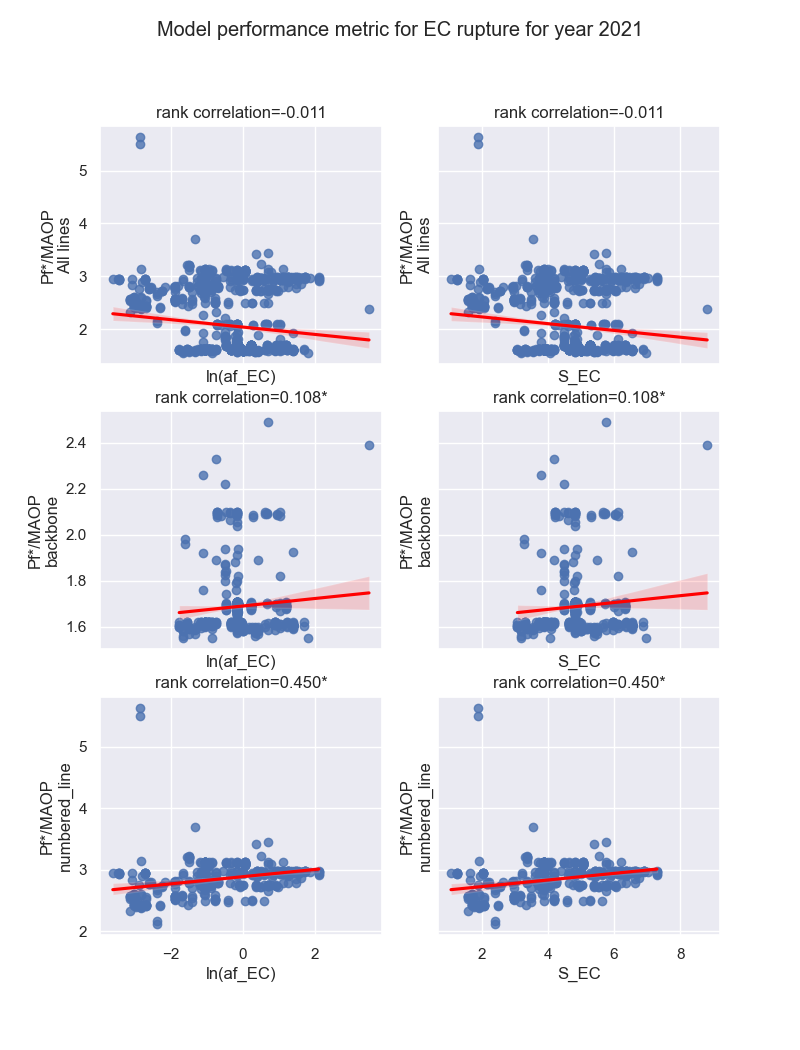 Model performance metric for EC rupture for year 2021
rank correlation=-0.011
rank correlation=-0.011
Pf*/MAOP
All lines
5
4
3
2
ln(af_EC)
Pf*/MAOP
All lines
S_EC
rank correlation=0.108*
rank correlation=0.108*
Pf*/MAOP
backbone
2.4
2.2
2.0
1.8
1.6
ln(af_EC)
Pf*/MAOP
backbone
S_EC
rank correlation=0.450*
rank correlation=0.450*
Pf*/MAOP
numbered_line
5
4
3
2
−2
0
2
ln(af_EC)
Pf*/MAOP
numbered_line
2
4
6
8
S_EC